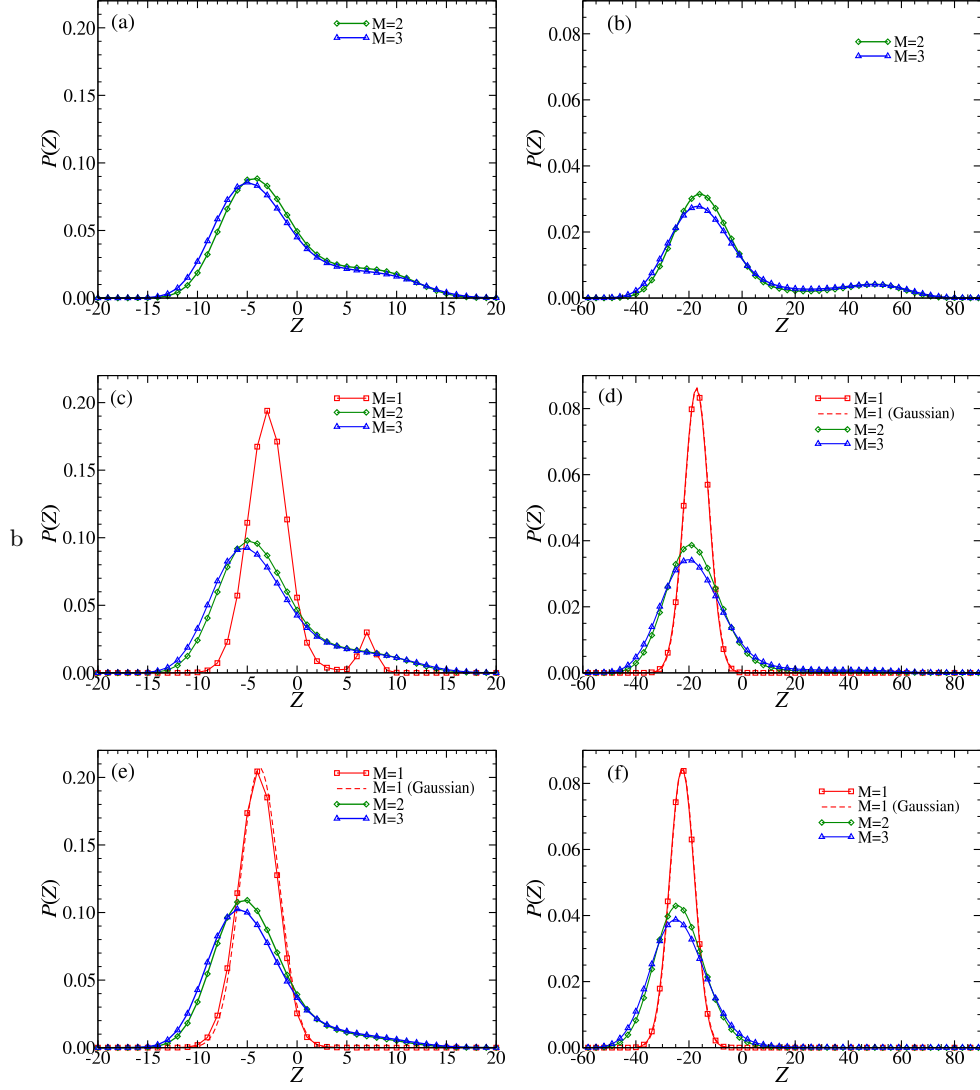 (a)
M=2
M=3
P(Z)
0.20
0.15
0.10
0.05
0.00
-20 -15 -10 -5 0 5 10 15 20
Z
(b)
M=2
M=3
P(Z)
0.08
0.06
0.04
0.02
0.00
-60 -40 -20 0 20 40 60 80
Z
(c)
M=1
M=2
M=3
P(Z)
0.20
0.15
0.10
0.05
0.00
-20 -15 -10 -5 0 5 10 15 20
Z
(d)
M=1
M=1 (Gaussian)
M=2
M=3
P(Z)
0.08
0.06
0.04
0.02
0.00
-60 -40 -20 0 20 40 60 80
Z
b
(e)
M=1
M=1 (Gaussian)
M=2
M=3
P(Z)
0.20
0.15
0.10
0.05
0.00
-20 -15 -10 -5 0 5 10 15 20
Z
(f)
M=1
M=1 (Gaussian)
M=2
M=3
P(Z)
0.08
0.06
0.04
0.02
0.00
-60 -40 -20 0 20 40 60 80
Z